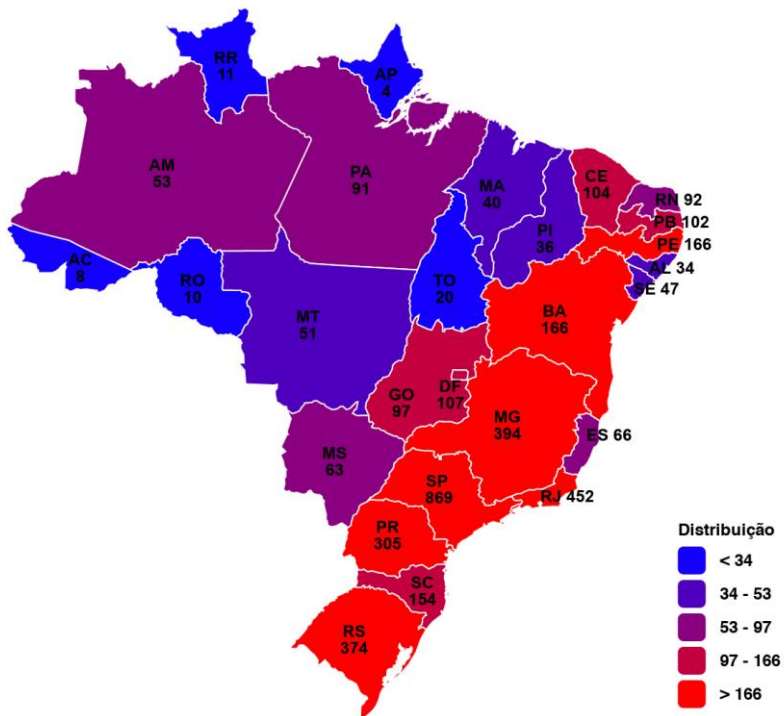 RR
11
AP
4
AM
53
PA
91
MA
40
CE
104
RN 92
PB 102
PI
36
PE 166
AL 34
SE 47
AC
8
RO
10
TO
20
BA
166
MT
51
GO
97
DF
107
MG
394
ES 66
MS
63
SP
869
RJ 452
PR
305
SC
154
RS
374
Distribuição
< 34
34 - 53
53 - 97
97 - 166
> 166